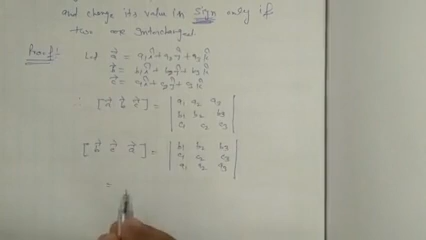 and change its value in sign only if
two are Interchanged.
Proof:- Let a⃗ = a₁î + a₂ĵ + a₃k̂
b⃗ = b₁î + b₂ĵ + b₃k̂
c⃗ = c₁î + c₂ĵ + c₃k̂
∴ [a⃗ b⃗ c⃗] = | a₁ a₂ a₃ |
| b₁ b₂ b₃ |
| c₁ c₂ c₃ |
[b⃗ c⃗ a⃗] = | b₁ b₂ b₃ |
| c₁ c₂ c₃ |
| a₁ a₂ a₃ |
=